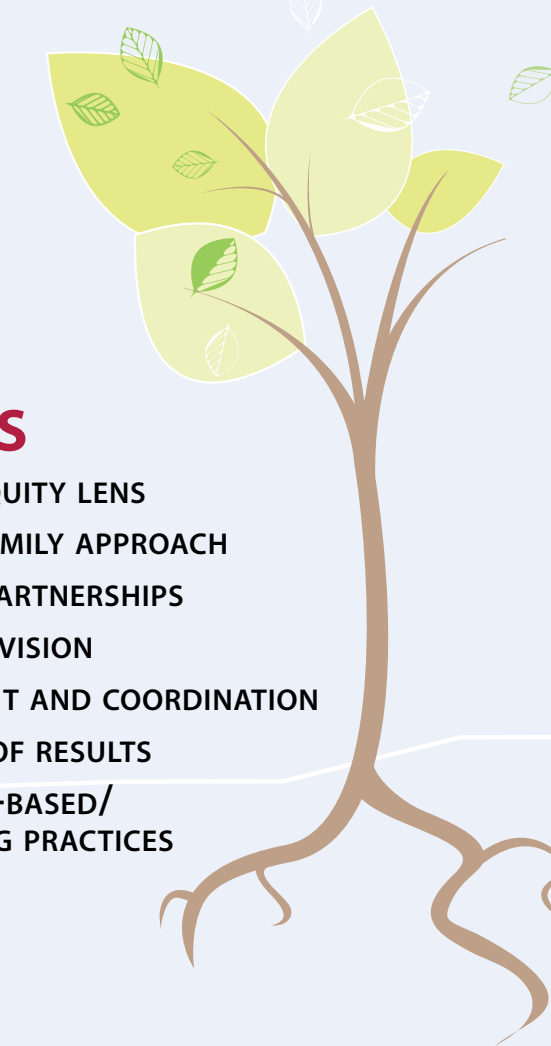 S
UITY LENS
MILY APPROACH
ARTNERSHIPS
VISION
T AND COORDINATION
OF RESULTS
-BASED/
G PRACTICES